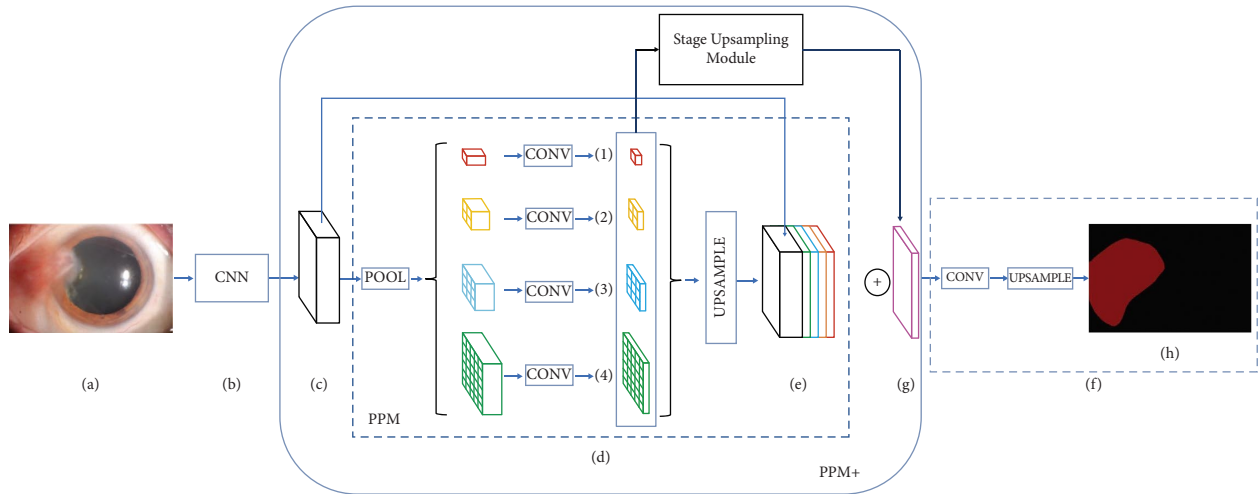 Stage Upsampling
Module
CONV
(1)
CONV
(2)
CNN
POOL
CONV
(3)
UPSAMPLE
+
CONV
UPSAMPLE
CONV
(4)
PPM
(a)
(b)
(c)
(d)
(e)
(g)
(f)
(h)
PPM+